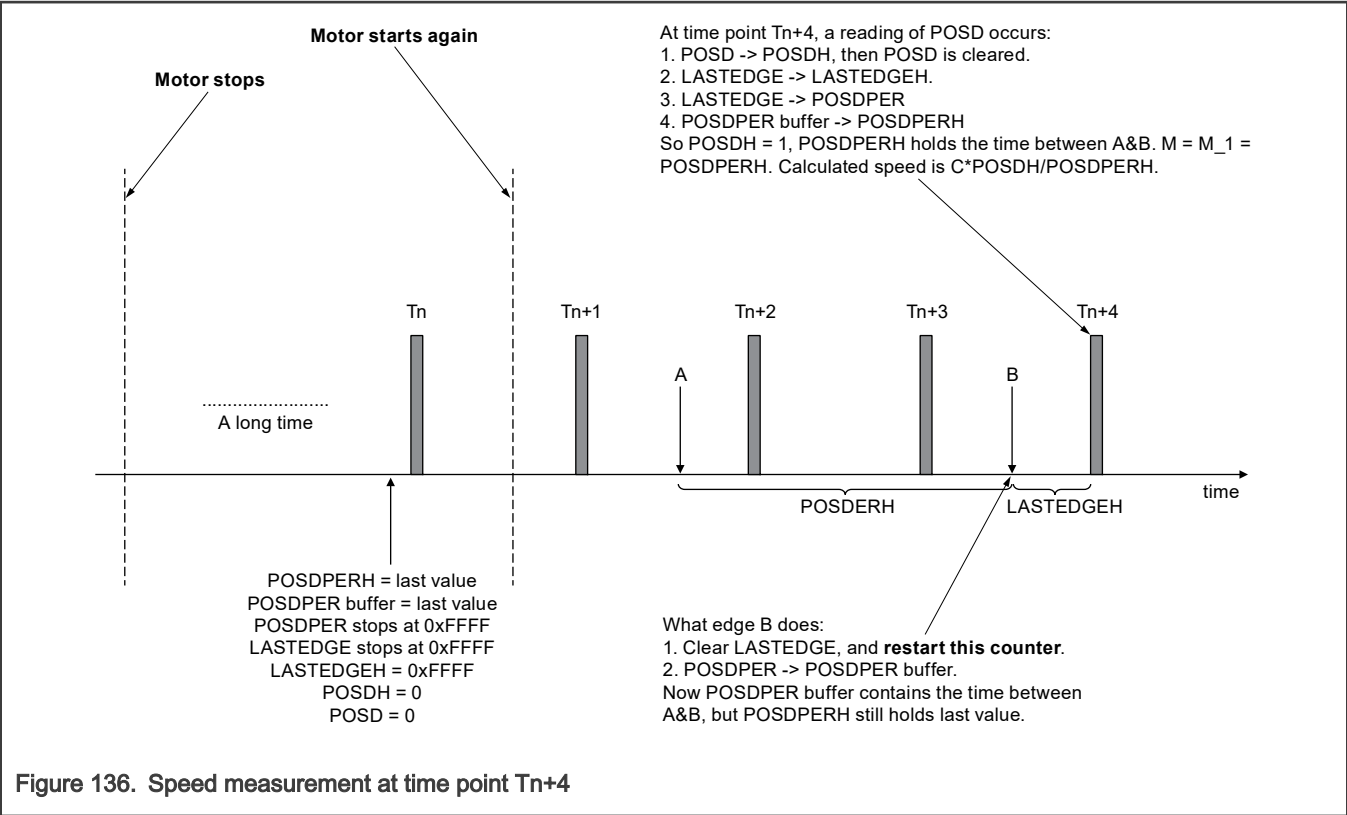 Motor starts again
Motor stops
At time point Tn+4, a reading of POSD occurs:
1. POSD -> POSDH, then POSD is cleared.
2. LASTEDGE -> LASTEDGEH.
3. LASTEDGE -> POSDPER
4. POSDPER buffer -> POSDPERH
So POSDH = 1, POSDPERH holds the time between A&B. M = M_1 =
POSDPERH. Calculated speed is C*POSDH/POSDPERH.
Tn
Tn+1
Tn+2
Tn+3
Tn+4
A
B
.........................
A long time
time
POSDERH
LASTEDGEH
POSDPERH = last value
POSDPER buffer = last value
POSDPER stops at 0xFFFF
LASTEDGE stops at 0xFFFF
LASTEDGEH = 0xFFFF
POSDH = 0
POSD = 0
What edge B does:
1. Clear LASTEDGE, and restart this counter.
2. POSDPER -> POSDPER buffer.
Now POSDPER buffer contains the time between
A&B, but POSDPERH still holds last value.
Figure 136. Speed measurement at time point Tn+4